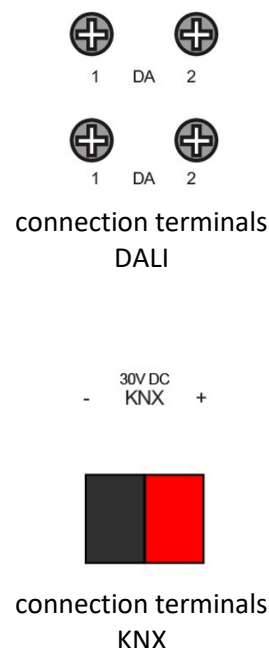 1 DA 2
1 DA 2
connection terminals
DALI
30V DC
- KNX +
connection terminals
KNX